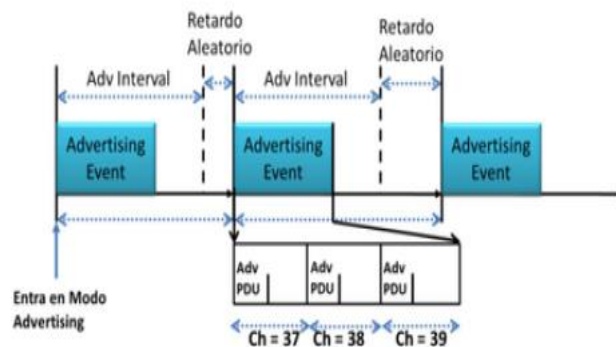 Retardo
Aleatorio
Retardo
Aleatorio
Adv Interval
Adv Interval
Advertising
Event
Advertising
Event
Advertising
Event
Adv
PDU
Adv
PDU
Adv
PDU
Entra en Modo
Advertising
Ch = 37
Ch = 38
Ch = 39